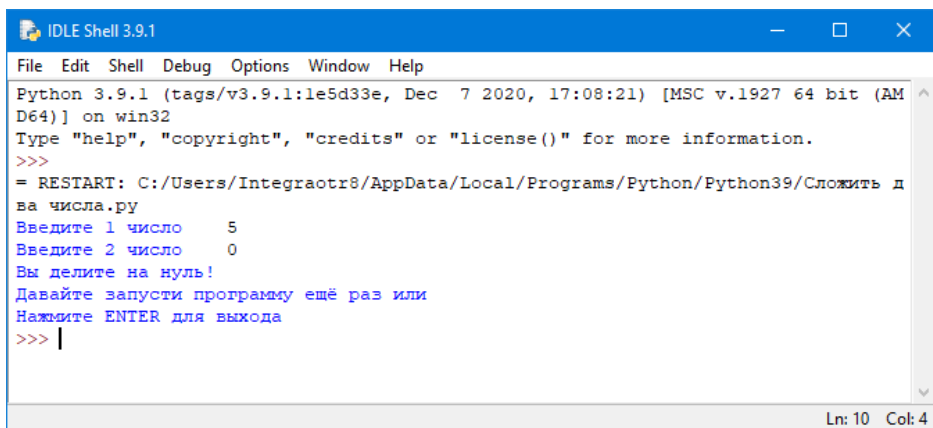 IDLE Shell 3.9.1
File Edit Shell Debug Options Window Help
Python 3.9.1 (tags/v3.9.1:1e5d33e, Dec  7 2020, 17:08:21) [MSC v.1927 64 bit (AM
D64)] on win32
Type "help", "copyright", "credits" or "license()" for more information.
>>>
= RESTART: C:/Users/Integraotr8/AppData/Local/Programs/Python/Python39/Сложить д
ва числа.py
Введите 1 число    5
Введите 2 число    0
Вы делите на нуль!
Давайте запусти программу ещё раз или
Нажмите ENTER для выхода
>>>
Ln: 10 Col: 4